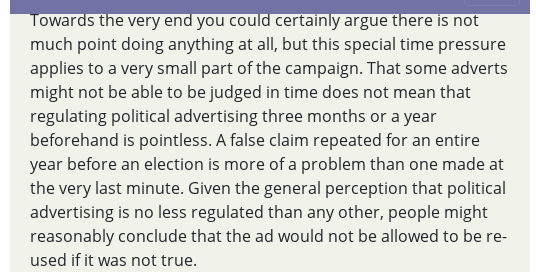 Towards the very end you could certainly argue there is not
much point doing anything at all, but this special time pressure
applies to a very small part of the campaign. That some adverts
might not be able to be judged in time does not mean that
regulating political advertising three months or a year
beforehand is pointless. A false claim repeated for an entire
year before an election is more of a problem than one made at
the very last minute. Given the general perception that political
advertising is no less regulated than any other, people might
reasonably conclude that the ad would not be allowed to be re-
used if it was not true.